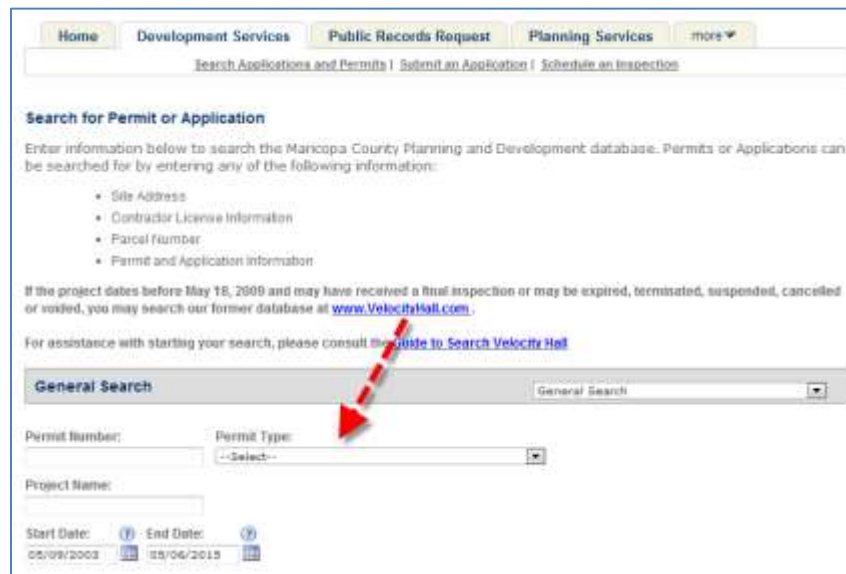 Home Development Services Public Records Request Planning Services more
Search Applications and Permits | Submit an Application | Schedule an Inspection
Search for Permit or Application
Enter information below to search the Maricopa County Planning and Development database. Permits or Applications can
be searched for by entering any of the following information:
• Site Address
• Contractor License Information
• Parcel Number
• Permit and Application Information
If the project dates before May 18, 2009 and may have received a final inspection or may be expired, terminated, suspended, cancelled
or voided, you may search our former database at www.VelocityHall.com .
For assistance with starting your search, please consult the Guide to Search Velocity Hall
General Search General Search
Permit Number: Permit Type:
--Select--
Project Name:
Start Date: ? End Date: ?
05/09/2003 05/06/2015